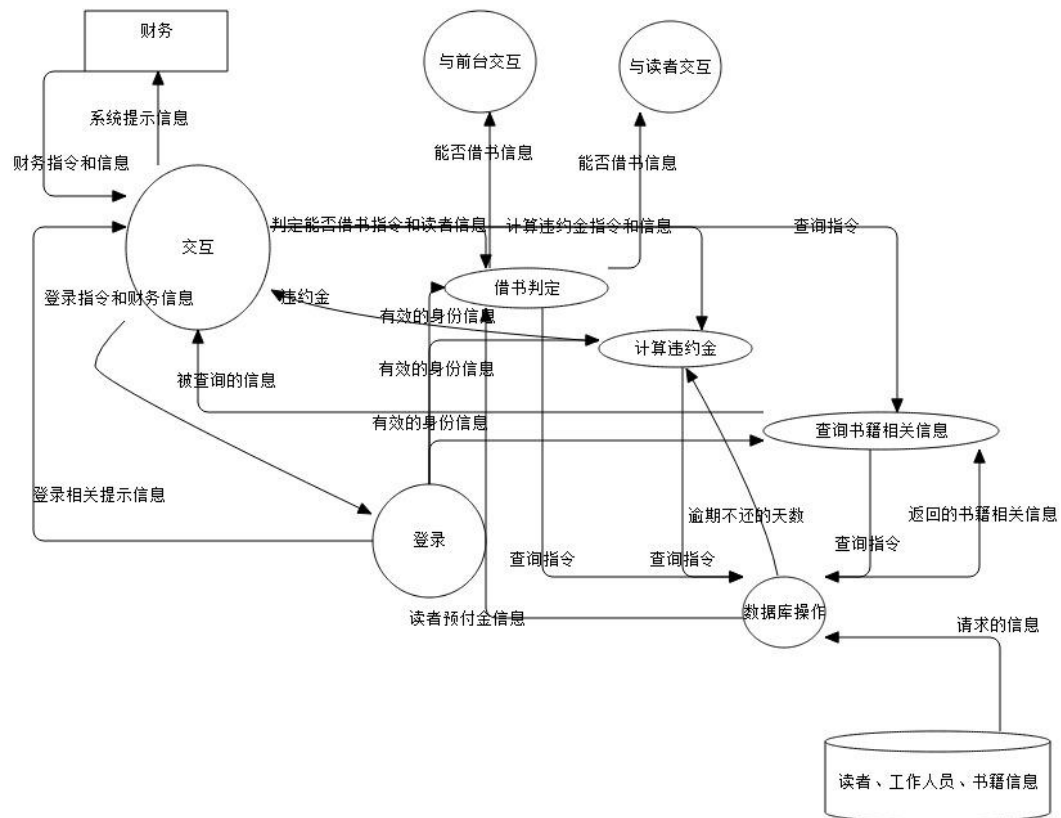 财务
与前台交互
与读者交互
系统提示信息
财务指令和信息
能否借书信息
能否借书信息
判定能否借书指令和读者信息
计算违约金指令和信息
查询指令
交互
登录指令和财务信息
违约金
借书判定
有效的身份信息
计算违约金
有效的身份信息
被查询的信息
有效的身份信息
查询书籍相关信息
登录相关提示信息
逾期不还的天数
返回的书籍相关信息
登录
查询指令
查询指令
查询指令
读者预付金信息
数据库操作
请求的信息
读者、工作人员、书籍信息